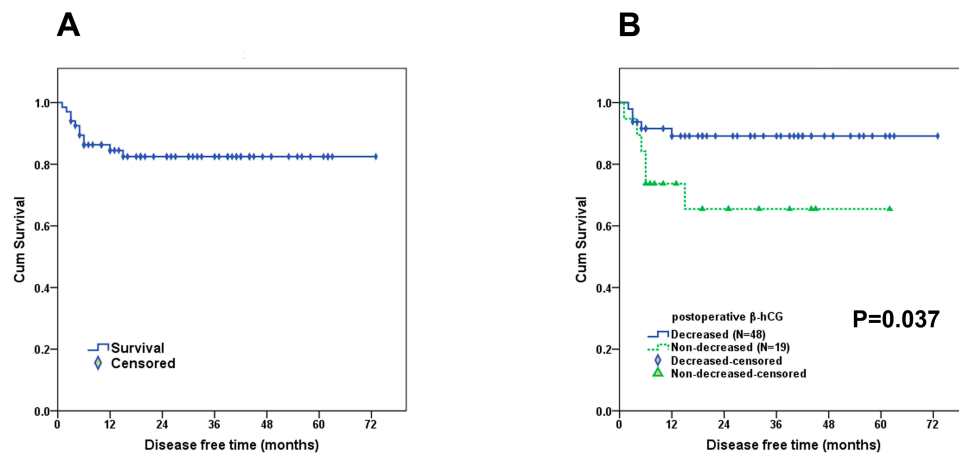 A
Cum Survival
1.0
0.8
0.6
0.4
0.2
0.0
Survival
Censored
0 12 24 36 48 60 72
Disease free time (months)
B
Cum Survival
1.0
0.8
0.6
0.4
0.2
0.0
postoperative β-hCG
Decreased (N=48)
Non-decreased (N=19)
Decreased-censored
Non-decreased-censored
P=0.037
0 12 24 36 48 60 72
Disease free time (months)